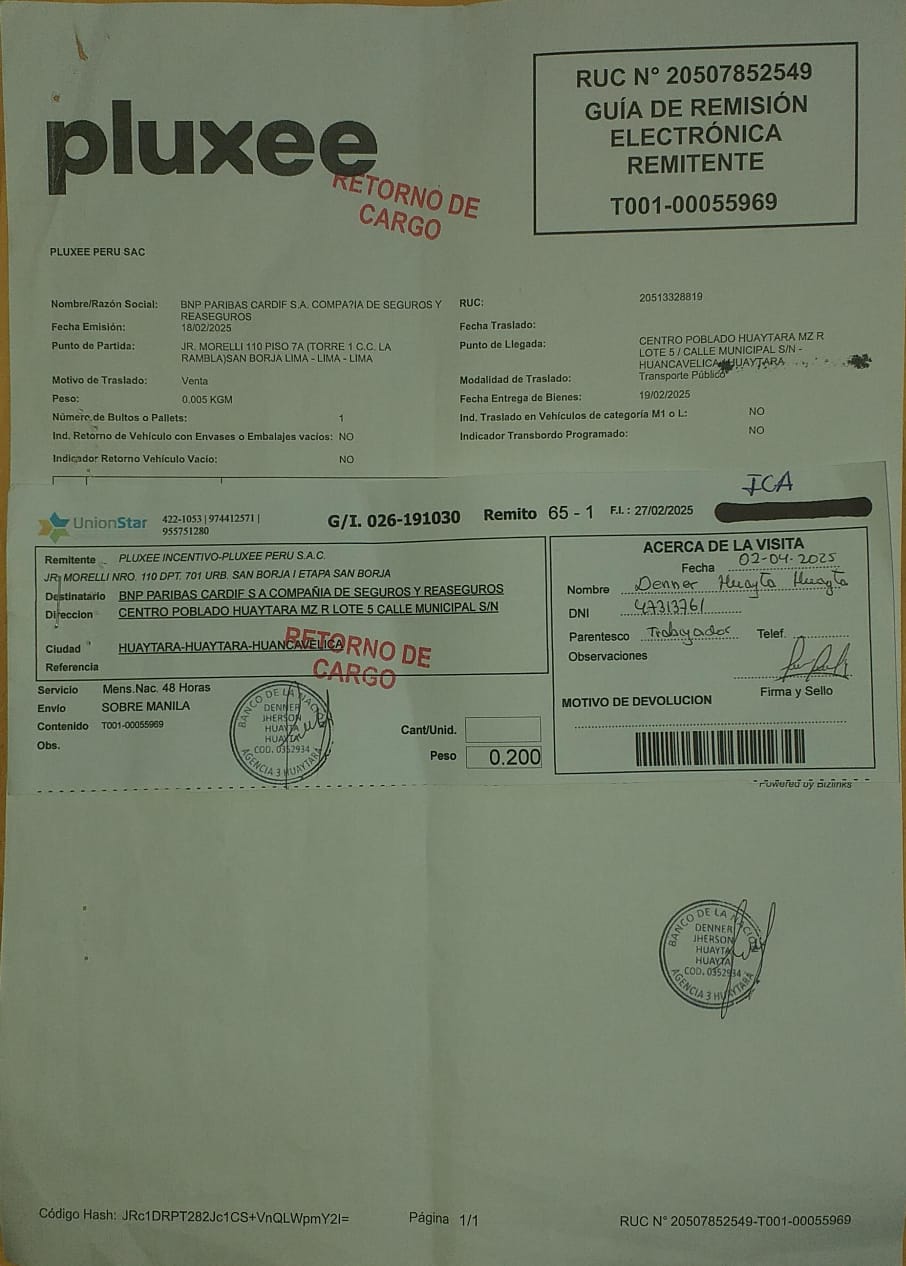 pluxee
RUC N° 20507852549
GUÍA DE REMISIÓN
ELECTRÓNICA
REMITENTE
T001-00055969
RETORNO DE
CARGO
PLUXEE PERU SAC
Nombre/Razón Social: BNP PARIBAS CARDIF S.A. COMPA?IA DE SEGUROS Y
REASEGUROS
RUC: 20513328819
Fecha Emisión: 18/02/2025
Fecha Traslado:
Punto de Partida: JR. MORELLI 110 PISO 7A (TORRE 1 C.C. LA
RAMBLA)SAN BORJA LIMA - LIMA - LIMA
Punto de Llegada: CENTRO POBLADO HUAYTARA MZ R
LOTE 5 / CALLE MUNICIPAL S/N -
HUANCAVELICA HUAYTARA
Motivo de Traslado: Venta
Modalidad de Traslado: Transporte Público
Peso: 0.005 KGM
Fecha Entrega de Bienes: 19/02/2025
Número de Bultos o Pallets: 1
Ind. Traslado en Vehículos de categoría M1 o L: NO
Ind. Retorno de Vehículo con Envases o Embalajes vacíos: NO
Indicador Transbordo Programado: NO
Indicador Retorno Vehículo Vacío: NO
ICA
UnionStar
422-1053 | 974412571 |
955751280
G/I. 026-191030 Remito 65 - 1 F.I.: 27/02/2025
Remitente PLUXEE INCENTIVO-PLUXEE PERU S.A.C.
JR. MORELLI NRO. 110 DPT. 701 URB. SAN BORJA I ETAPA SAN BORJA
Destinatario BNP PARIBAS CARDIF S A COMPAÑIA DE SEGUROS Y REASEGUROS
Direccion CENTRO POBLADO HUAYTARA MZ R LOTE 5 CALLE MUNICIPAL S/N
Ciudad HUAYTARA-HUAYTARA-HUANCAVELICA
Referencia
RETORNO DE
CARGO
Servicio Mens.Nac. 48 Horas
Envio SOBRE MANILA
Contenido T001-00055969
Obs.
BANCO DE LA NACION
DENNER
JHERSON
HUAYTA
HUAYTA
COD. 0352934
AGENCIA 3 HUAYTARÁ
Cant/Unid.
Peso 0.200
ACERCA DE LA VISITA
Fecha 02-04-2025
Nombre Denner Huayta Huayta
DNI 47313761
Parentesco Trabajador Telef.
Observaciones
Firma y Sello
MOTIVO DE DEVOLUCION
Powered by Bizlinks
BANCO DE LA NACION
DENNER
JHERSON
HUAYTA
HUAYTA
COD. 0352934
AGENCIA 3 HUAYTARÁ
Código Hash: JRc1DRPT282Jc1CS+VnQLWpmY2I=
Página 1/1
RUC N° 20507852549-T001-00055969